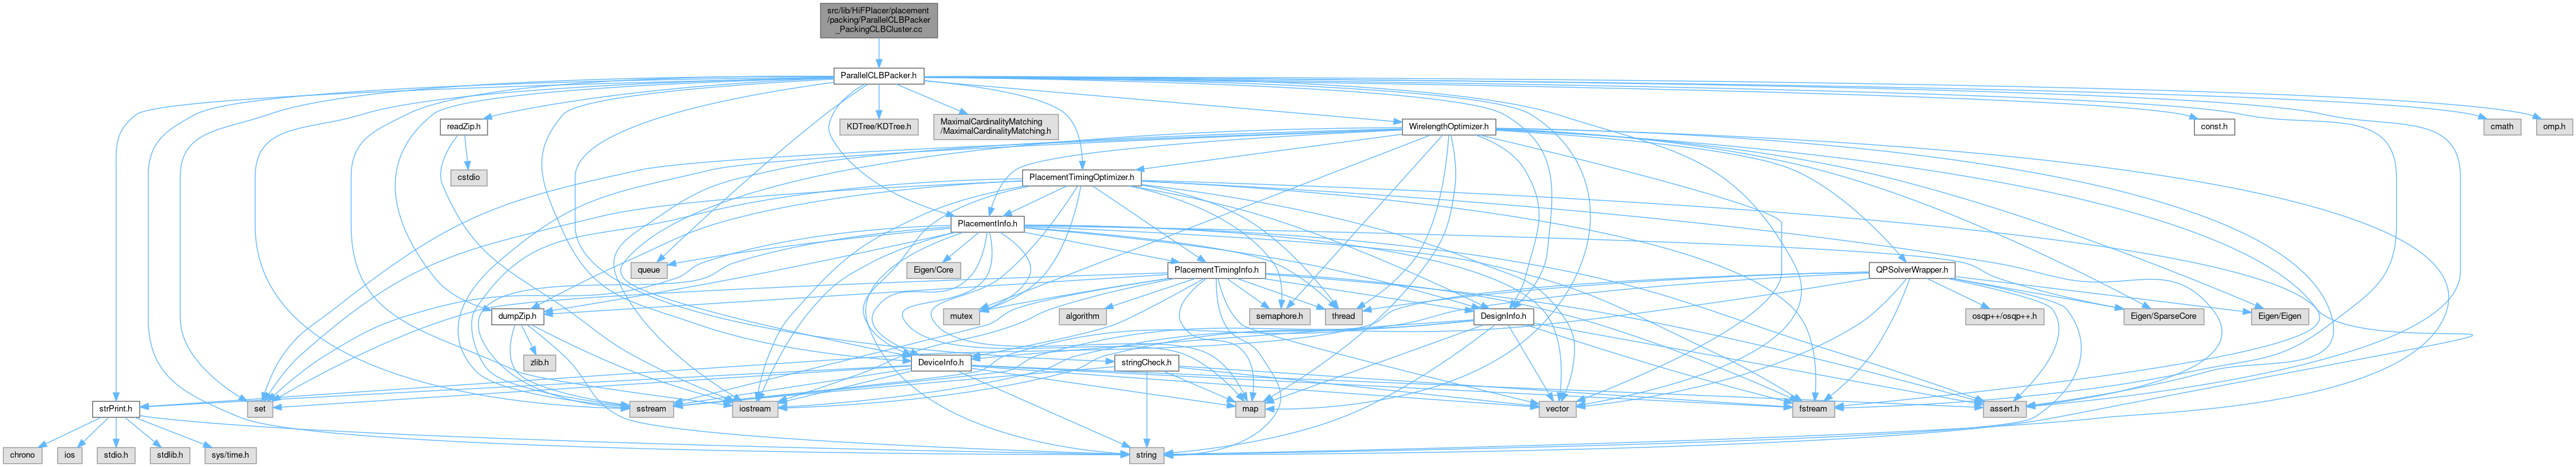 src/lib/HiFPlacer/placement
/packing/ParallelCLBPacker
_PackingCLBCluster.cc
ParallelCLBPacker.h
readZip.h
KDTree/KDTree.h
MaximalCardinalityMatching
/MaximalCardinalityMatching.h
WirelengthOptimizer.h
const.h
cmath
omp.h
cstdio
PlacementTimingOptimizer.h
PlacementInfo.h
queue
Eigen/Core
PlacementTimingInfo.h
QPSolverWrapper.h
dumpZip.h
mutex
algorithm
semaphore.h
thread
DesignInfo.h
osqp++/osqp++.h
Eigen/SparseCore
Eigen/Eigen
zlib.h
DeviceInfo.h
stringCheck.h
strPrint.h
set
sstream
iostream
map
vector
fstream
assert.h
chrono
ios
stdio.h
stdlib.h
sys/time.h
string